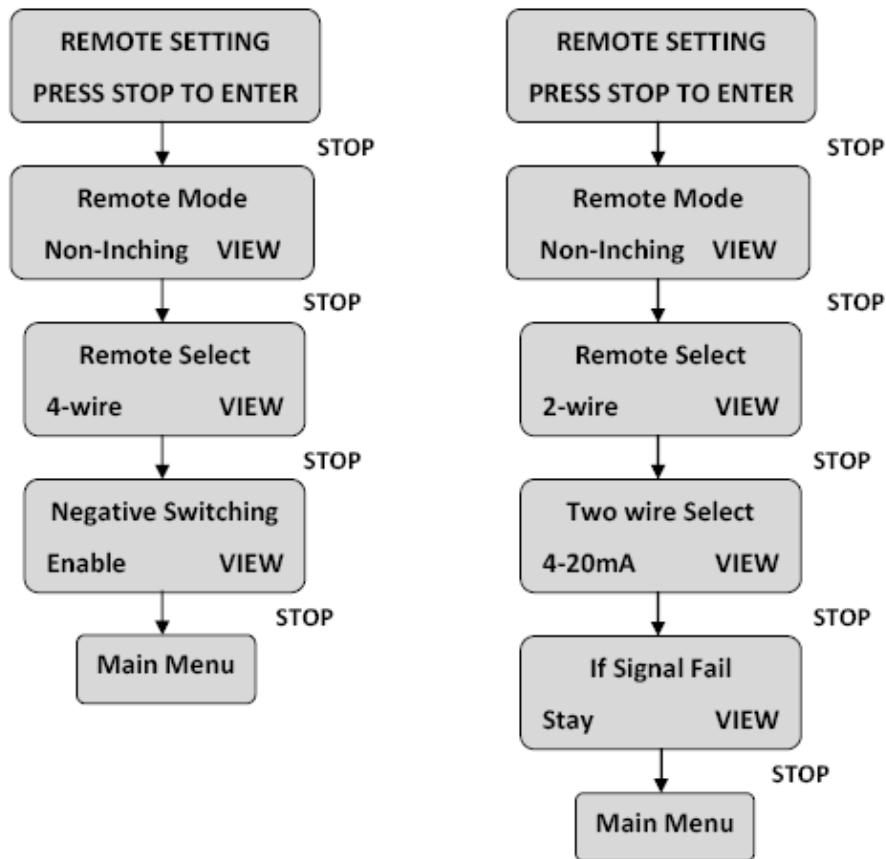 REMOTE SETTING
PRESS STOP TO ENTER
STOP
Remote Mode
Non-Inching VIEW
STOP
Remote Select
4-wire VIEW
STOP
Negative Switching
Enable VIEW
STOP
Main Menu
REMOTE SETTING
PRESS STOP TO ENTER
STOP
Remote Mode
Non-Inching VIEW
STOP
Remote Select
2-wire VIEW
STOP
Two wire Select
4-20mA VIEW
STOP
If Signal Fail
Stay VIEW
STOP
Main Menu